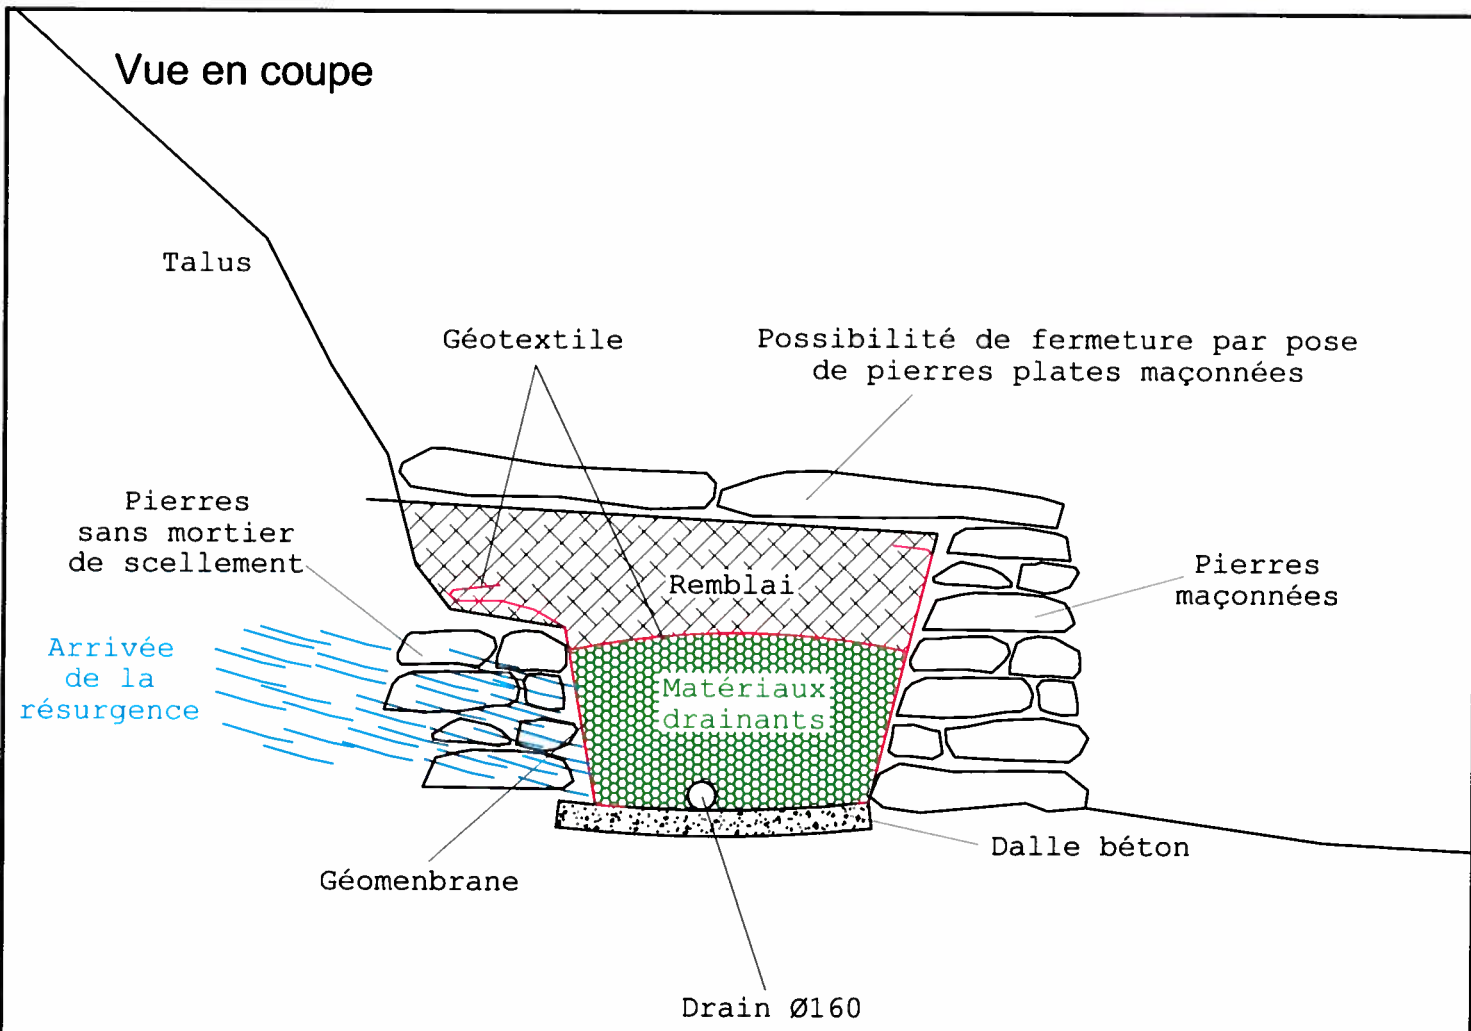 Vue en coupe
Talus
Géotextile
Possibilité de fermeture par pose
de pierres plates maçonnées
Pierres
sans mortier
de scellement
Remblai
Pierres
maçonnées
Arrivée
de la
résurgence
Matériaux
drainants
Dalle béton
Géomenbrane
Drain Ø160